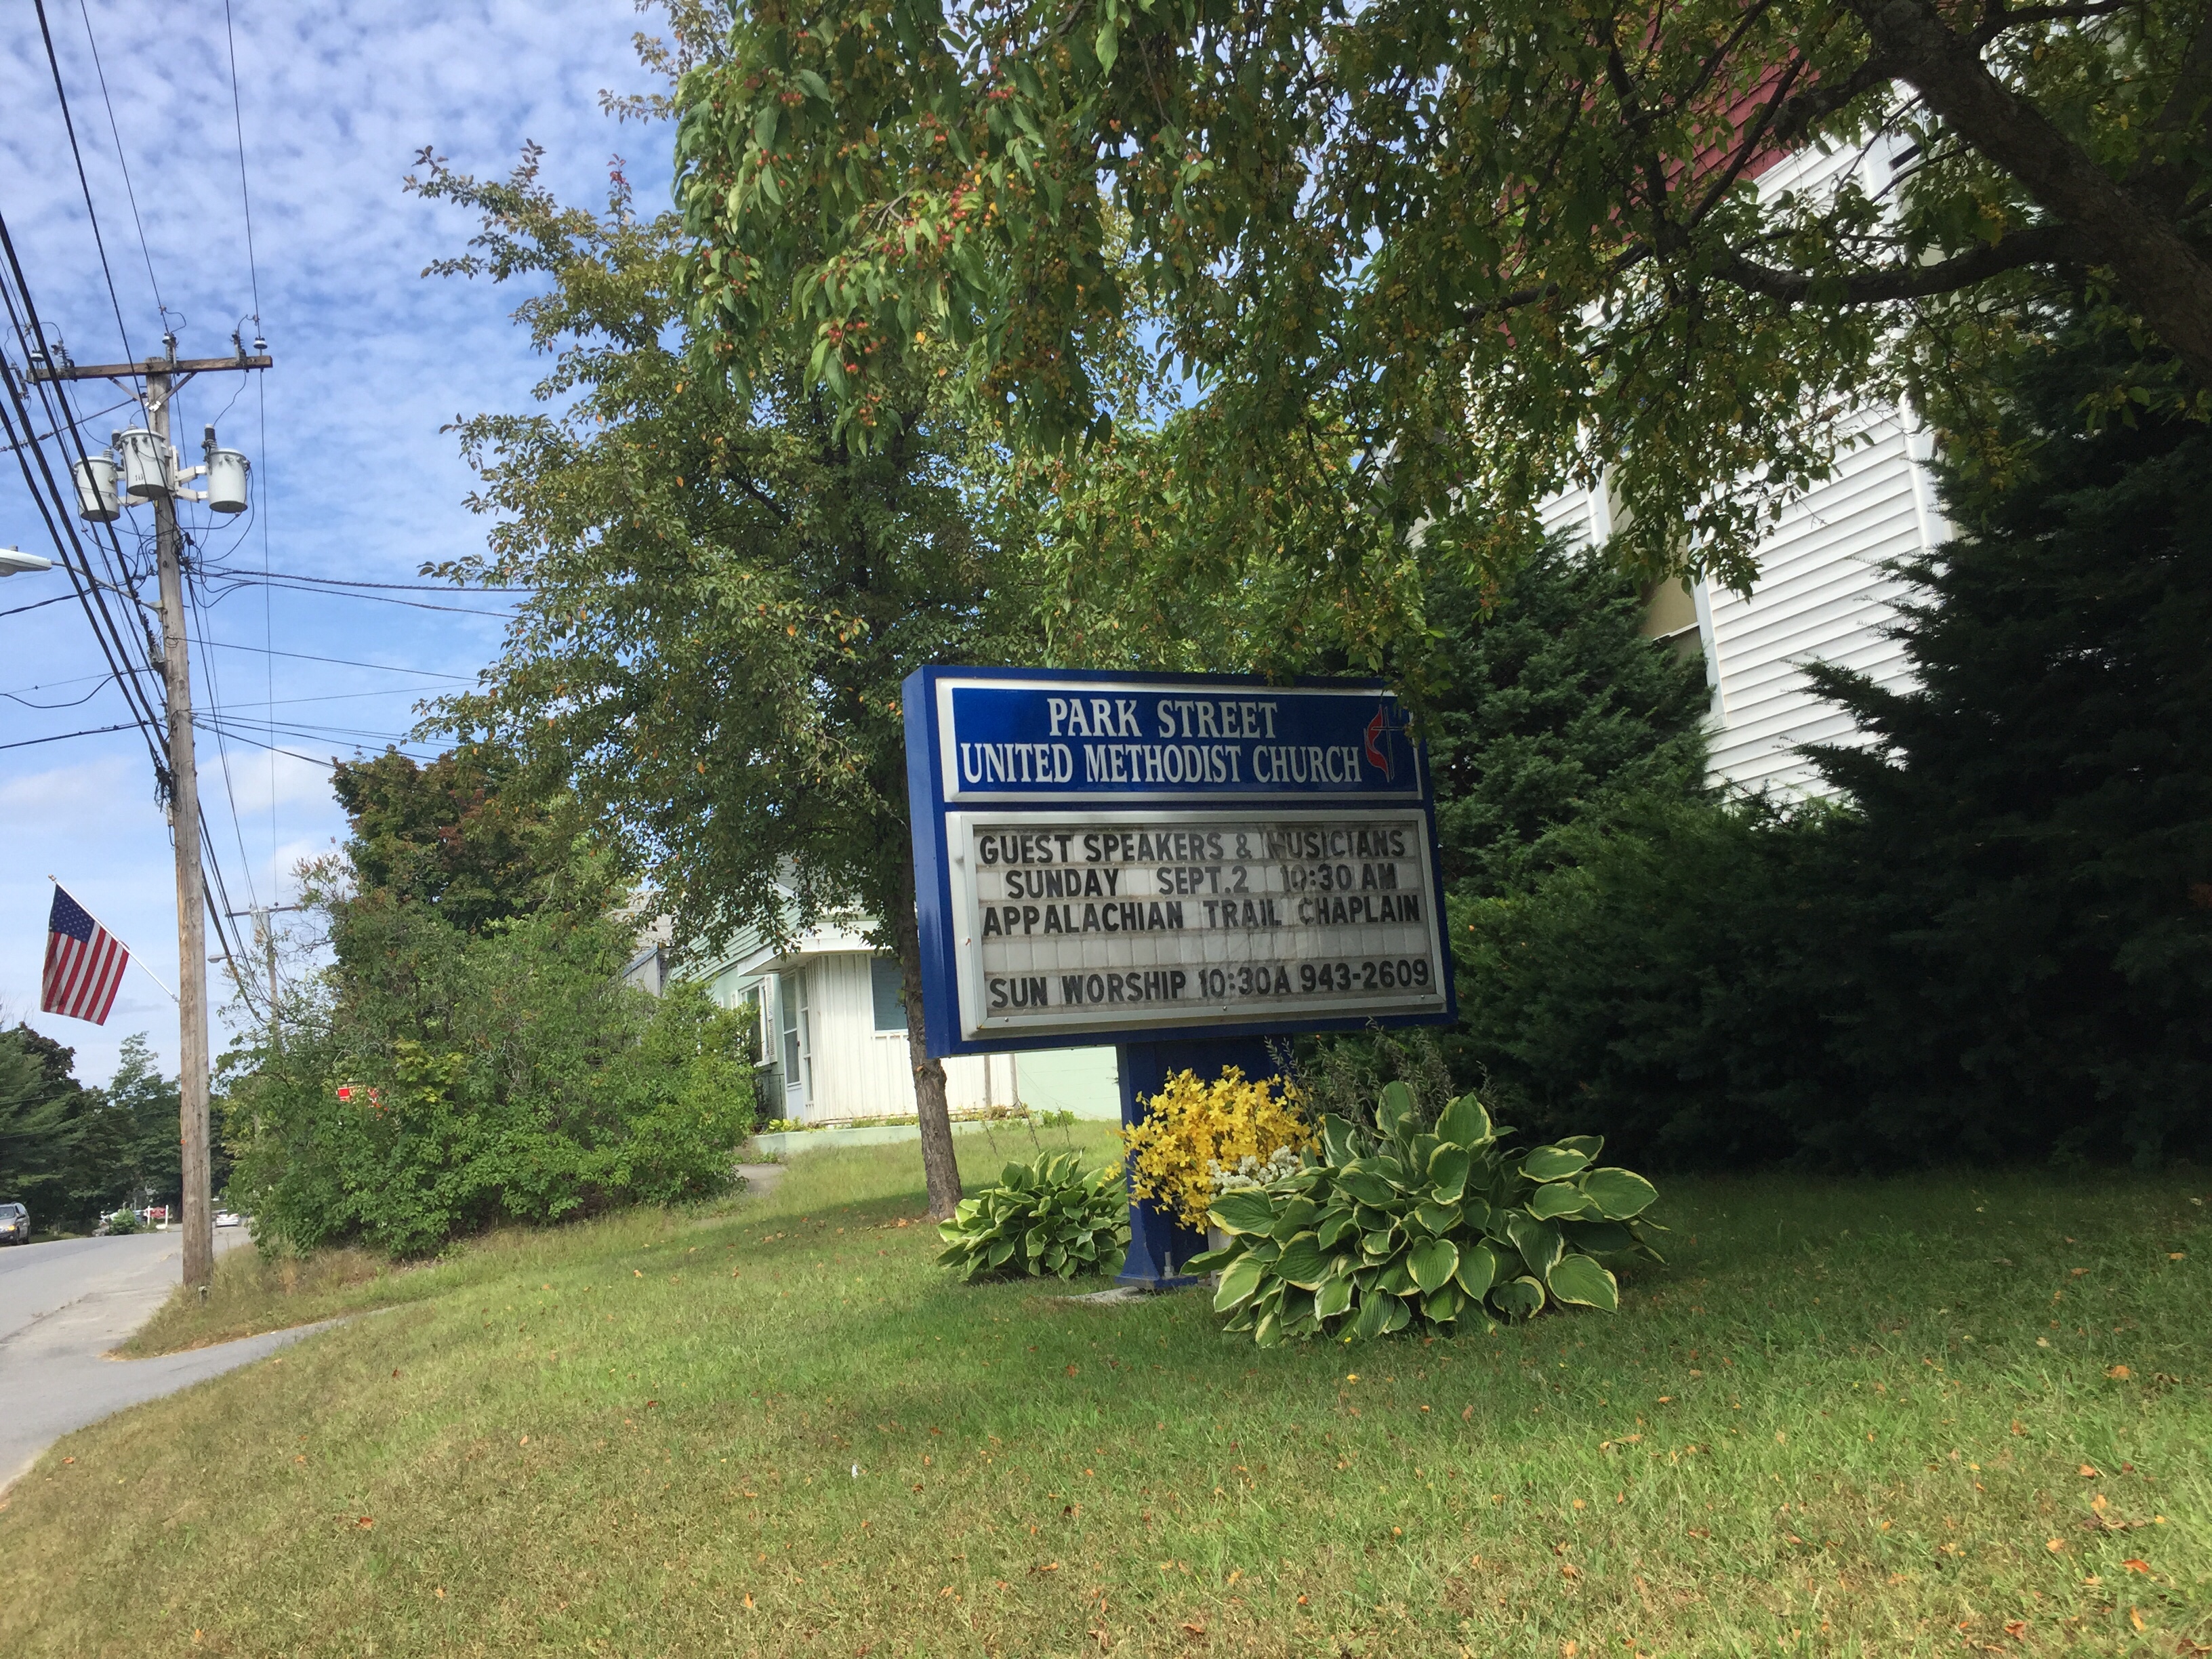 PARK STREET
UNITED METHODIST CHURCH
GUEST SPEAKERS & MUSICIANS
SUNDAY SEPT.2 10:30 AM
APPALACHIAN TRAIL CHAPLAIN
SUN WORSHIP 10:30A 943-2609